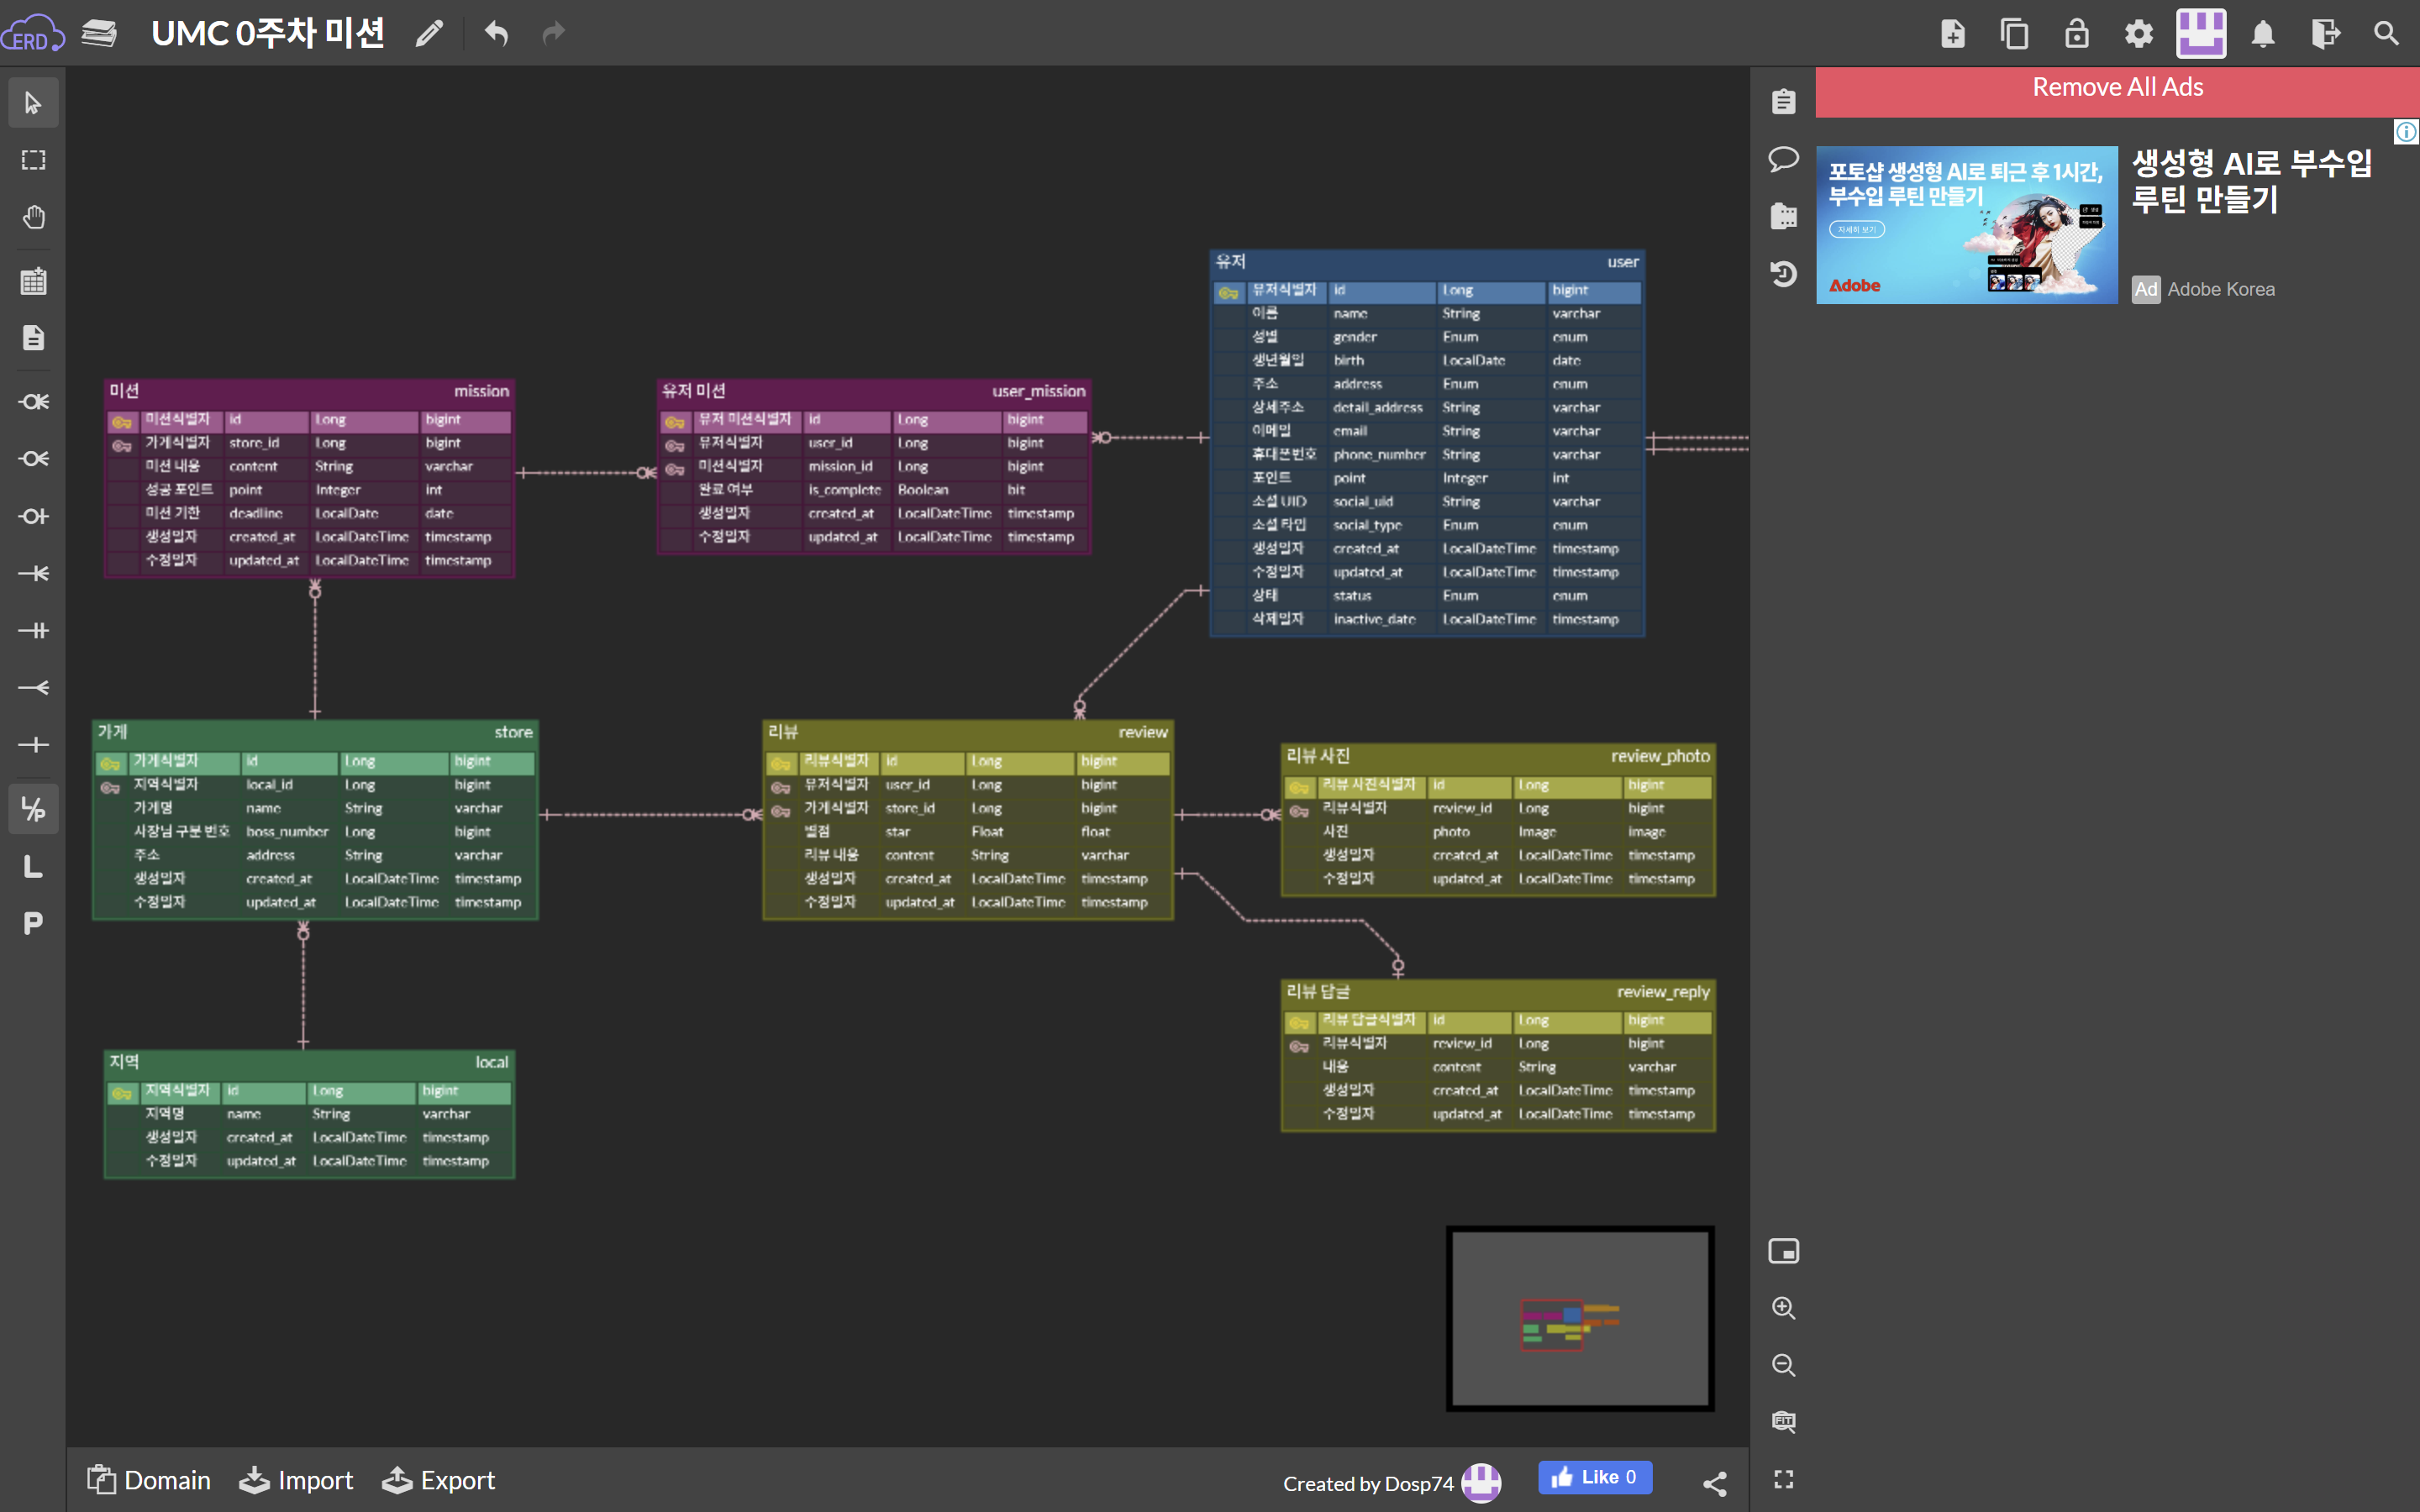 ERD
UMC 0주차 미션
Remove All Ads
포토샵 생성형 AI로 퇴근 후 1시간,
부수입 루틴 만들기
자세히 보기
Adobe
생성형 AI로 부수입
루틴 만들기
Ad Adobe Korea
유저 user
유저식별자 id Long bigint
이름 name String varchar
성별 gender Enum enum
생년월일 birth LocalDate date
주소 address Enum enum
상세주소 detail_address String varchar
이메일 email String varchar
휴대폰번호 phone_number String varchar
포인트 point Integer int
소셜 UID social_uid String varchar
소셜 타입 social_type Enum enum
생성일자 created_at LocalDateTime timestamp
수정일자 updated_at LocalDateTime timestamp
상태 status Enum enum
삭제일자 inactive_date LocalDateTime timestamp
미션 mission
미션식별자 id Long bigint
가게식별자 store_id Long bigint
미션 내용 content String varchar
성공 포인트 point Integer int
미션 기한 deadline LocalDate date
생성일자 created_at LocalDateTime timestamp
수정일자 updated_at LocalDateTime timestamp
유저 미션 user_mission
유저 미션식별자 id Long bigint
유저식별자 user_id Long bigint
미션식별자 mission_id Long bigint
완료 여부 is_complete Boolean bit
생성일자 created_at LocalDateTime timestamp
수정일자 updated_at LocalDateTime timestamp
가게 store
가게식별자 id Long bigint
지역식별자 local_id Long bigint
가게명 name String varchar
사장님 구분 번호 boss_number Long bigint
주소 address String varchar
생성일자 created_at LocalDateTime timestamp
수정일자 updated_at LocalDateTime timestamp
리뷰 review
리뷰식별자 id Long bigint
유저식별자 user_id Long bigint
가게식별자 store_id Long bigint
별점 star Float float
리뷰 내용 content String varchar
생성일자 created_at LocalDateTime timestamp
수정일자 updated_at LocalDateTime timestamp
리뷰 사진 review_photo
리뷰 사진식별자 id Long bigint
리뷰식별자 review_id Long bigint
사진 photo Image image
생성일자 created_at LocalDateTime timestamp
수정일자 updated_at LocalDateTime timestamp
리뷰 답글 review_reply
리뷰 답글식별자 id Long bigint
리뷰식별자 review_id Long bigint
내용 content String varchar
생성일자 created_at LocalDateTime timestamp
수정일자 updated_at LocalDateTime timestamp
지역 local
지역식별자 id Long bigint
지역명 name String varchar
생성일자 created_at LocalDateTime timestamp
수정일자 updated_at LocalDateTime timestamp
L/P
L
P
FIT
Domain Import Export
Created by Dosp74
Like 0